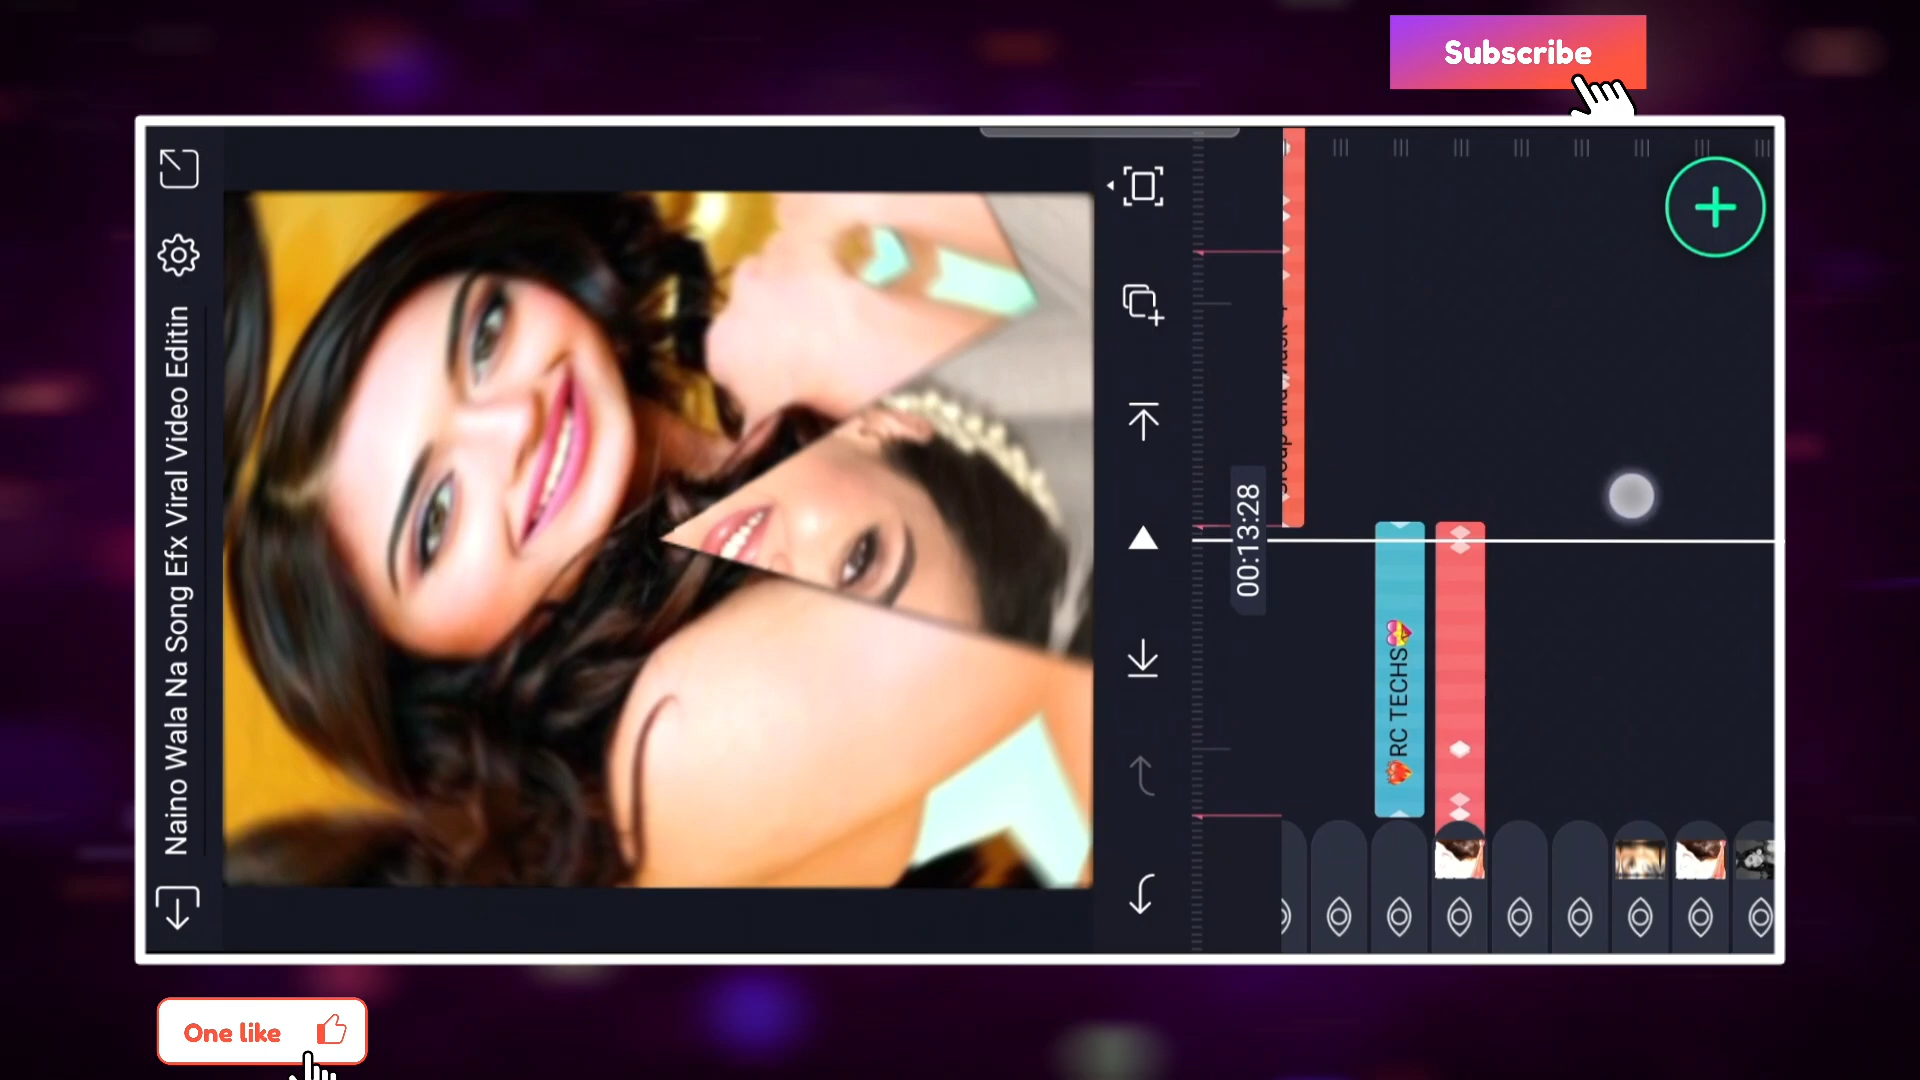 Subscribe
Naino Wala Na Song Efx Viral Video Editin
00:13:28
❤️‍🔥RC TECHS💝
One like